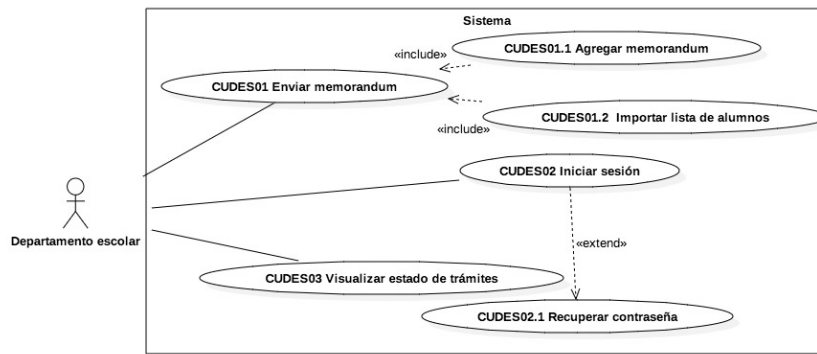 Sistema
CUDES01.1 Agregar memorandum
«include»
CUDES01 Enviar memorandum
CUDES01.2 Importar lista de alumnos
«include»
CUDES02 Iniciar sesión
Departamento escolar
«extend»
CUDES03 Visualizar estado de trámites
CUDES02.1 Recuperar contraseña